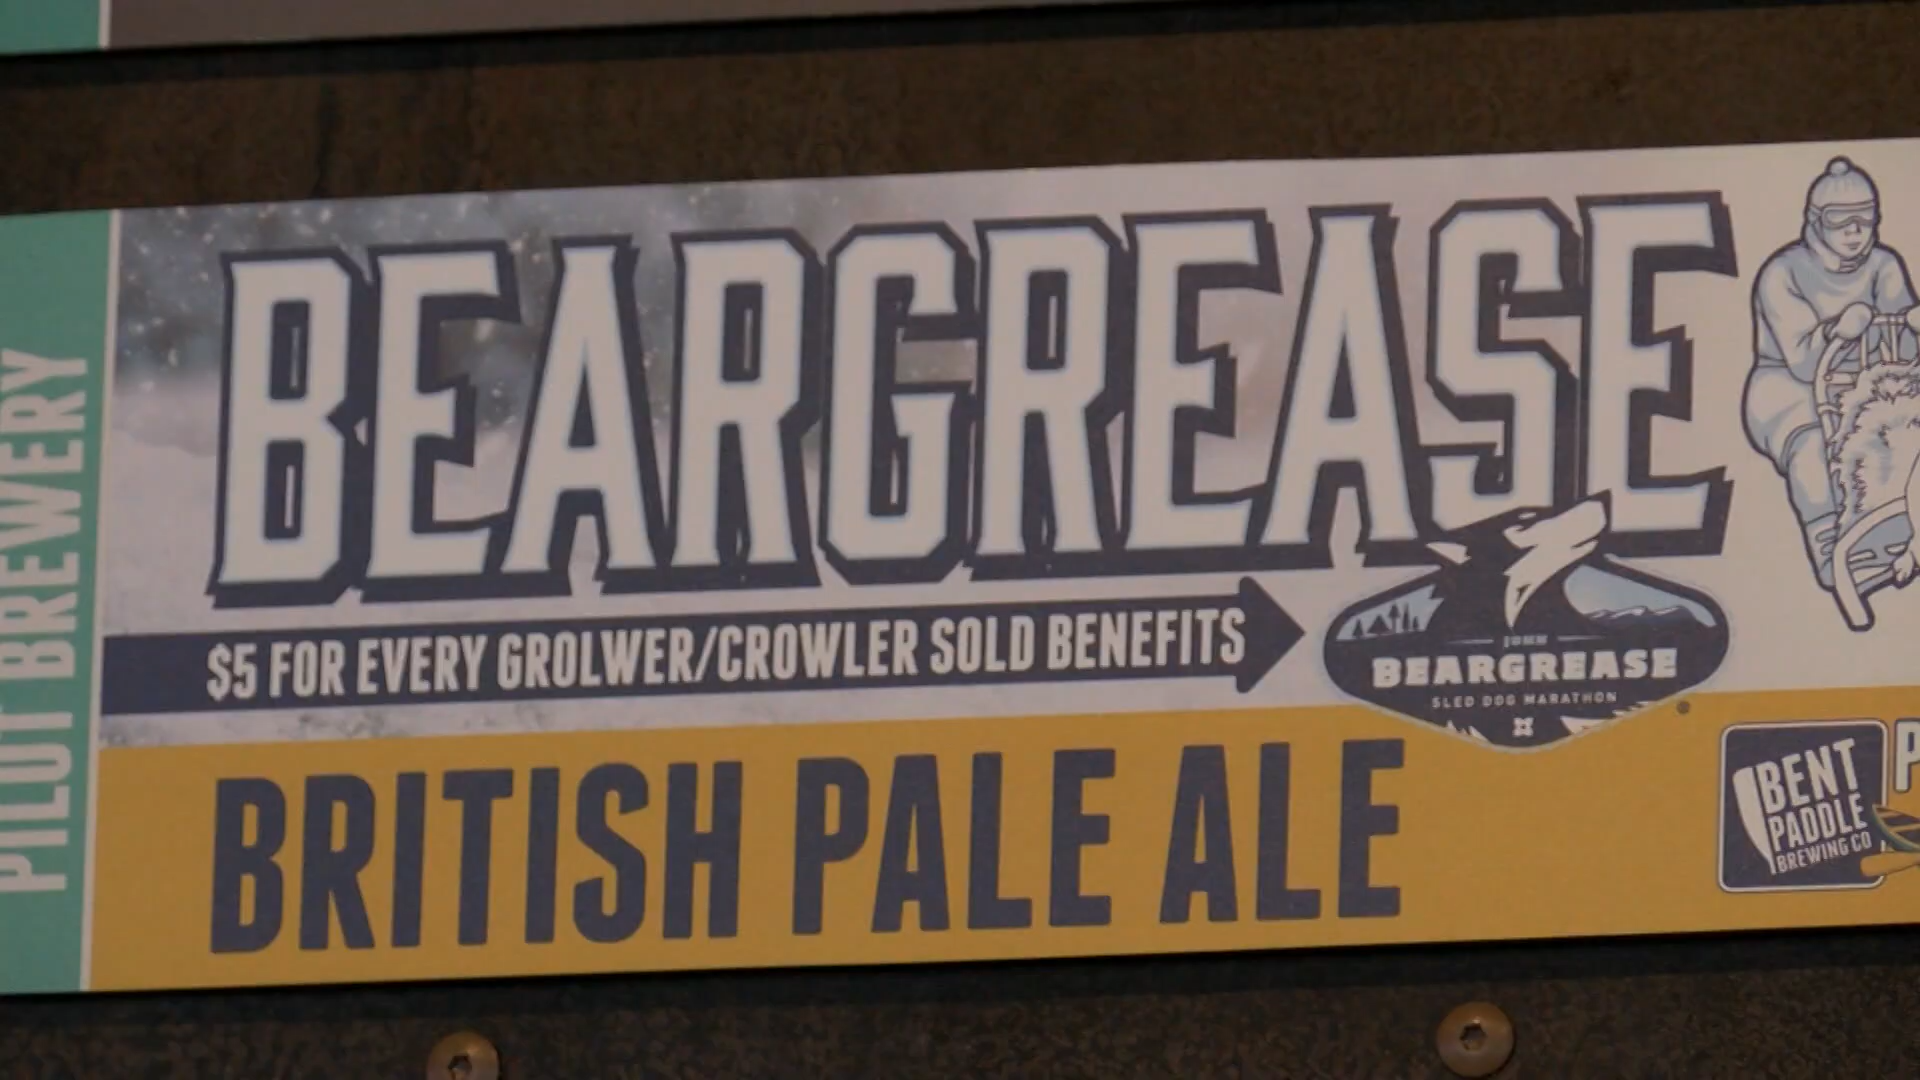 PILOT BREWERY
BEARGREASE
$5 FOR EVERY GROLWER/CROWLER SOLD BENEFITS
JOHN
BEARGREASE
SLED DOG MARATHON
BRITISH PALE ALE
BENT
PADDLE
BREWING CO
P